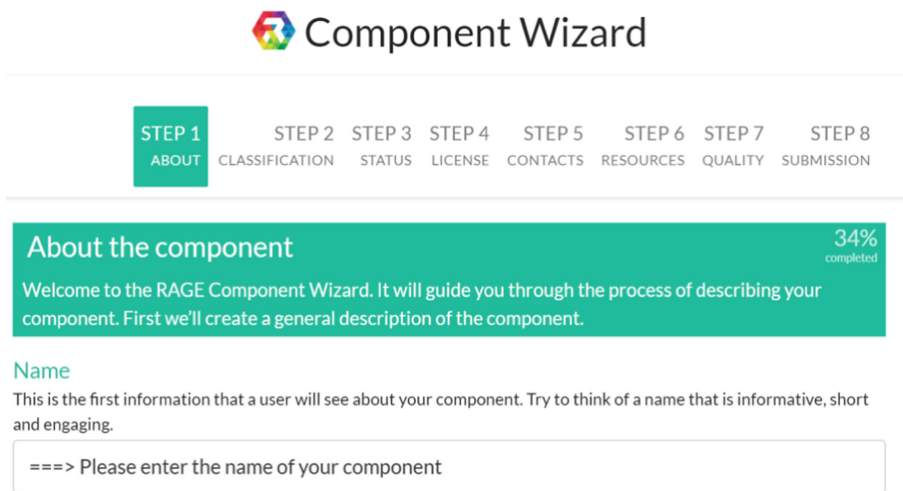 Component Wizard
STEP 1 STEP 2 STEP 3 STEP 4 STEP 5 STEP 6 STEP 7 STEP 8
ABOUT CLASSIFICATION STATUS LICENSE CONTACTS RESOURCES QUALITY SUBMISSION
About the component 34%
completed
Welcome to the RAGE Component Wizard. It will guide you through the process of describing your
component. First we'll create a general description of the component.
Name
This is the first information that a user will see about your component. Try to think of a name that is informative, short
and engaging.
===> Please enter the name of your component